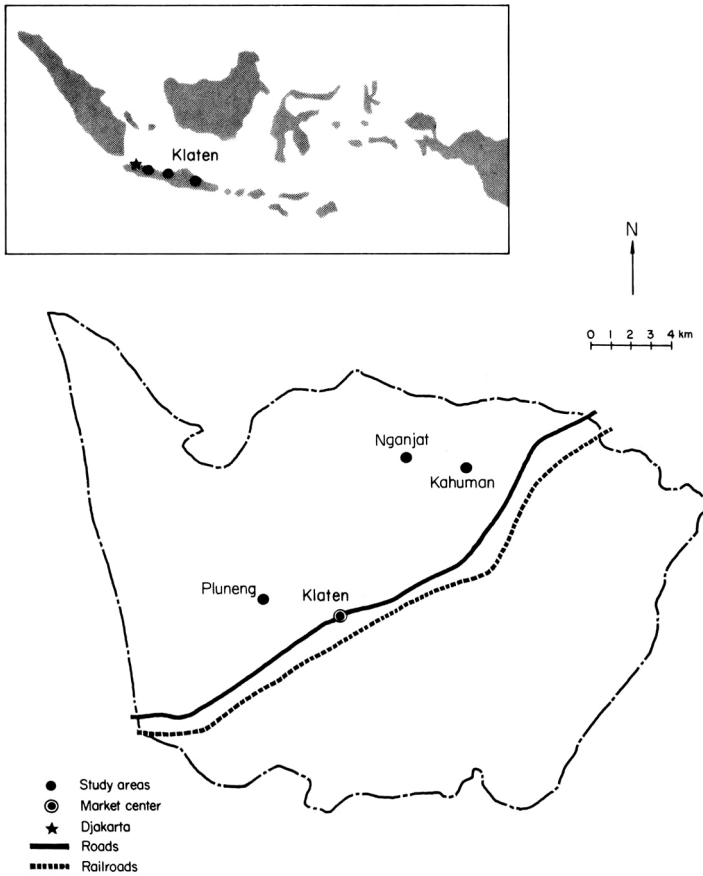 Klaten
N
0 1 2 3 4 km
Nganjat
Kahuman
Pluneng
Klaten
Study areas
Market center
Djakarta
Roads
Railroads